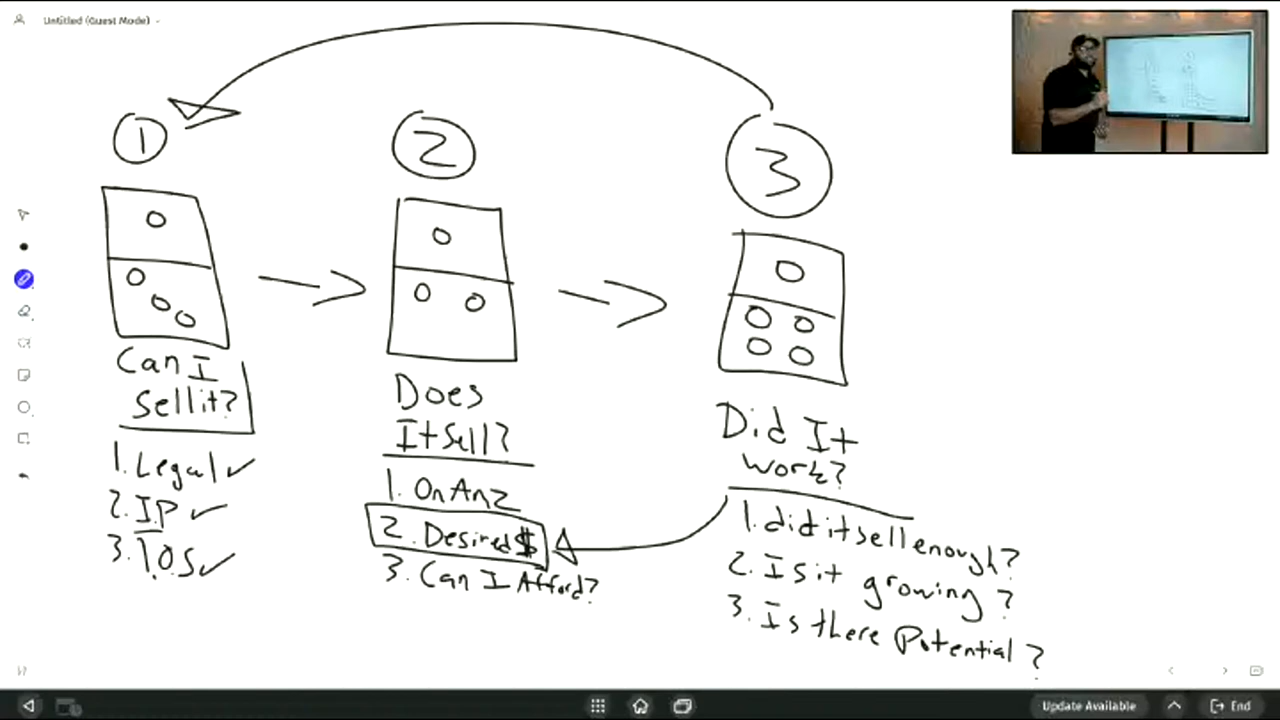 Untitled (Guest Mode)
1
2
3
Can I
Sell it?
1. Legal ✓
2. IP ✓
3. T.O.S ✓
Does
It Sell?
1. On Amz
2. Desired $
3. Can I Afford?
Did It
work?
1. did it sell enough?
2. Is it growing?
3. Is there Potential?
Update Available
End